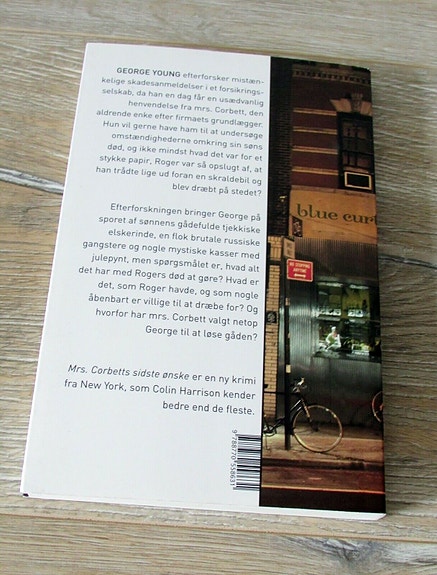 GEORGE YOUNG efterforsker mistæn-
kelige skadesanmeldelser i et forsikrings-
selskab, da han en dag får en usædvanlig
henvendelse fra mrs. Corbett, den
aldrende enke efter firmaets grundlægger.
Hun vil gerne have ham til at undersøge
omstændighederne omkring sin søns
død, og ikke mindst hvad det var for et
stykke papir, Roger var så opslugt af, at
han trådte lige ud foran en skraldebil og
blev dræbt på stedet?
Efterforskningen bringer George på
sporet af sønnens gådefulde tjekkiske
elskerinde, en flok brutale russiske
gangstere og nogle mystiske kasser med
julepynt, men spørgsmålet er, hvad alt
det har med Rogers død at gøre? Hvad er
det, som Roger havde, og som nogle
åbenbart er villige til at dræbe for? Og
hvorfor har mrs. Corbett valgt netop
George til at løse gåden?
Mrs. Corbetts sidste ønske er en ny krimi
fra New York, som Colin Harrison kender
bedre end de fleste.
blue curt
NO STOPPING
ANYTIME